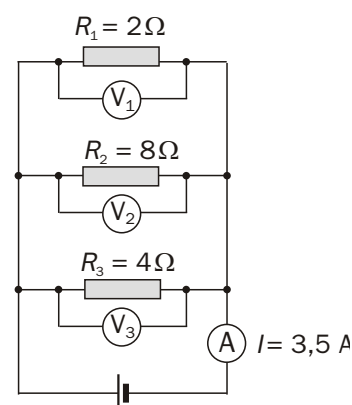 R₁ = 2Ω
V₁
R₂ = 8Ω
V₂
R₃ = 4Ω
V₃
A I = 3,5 A